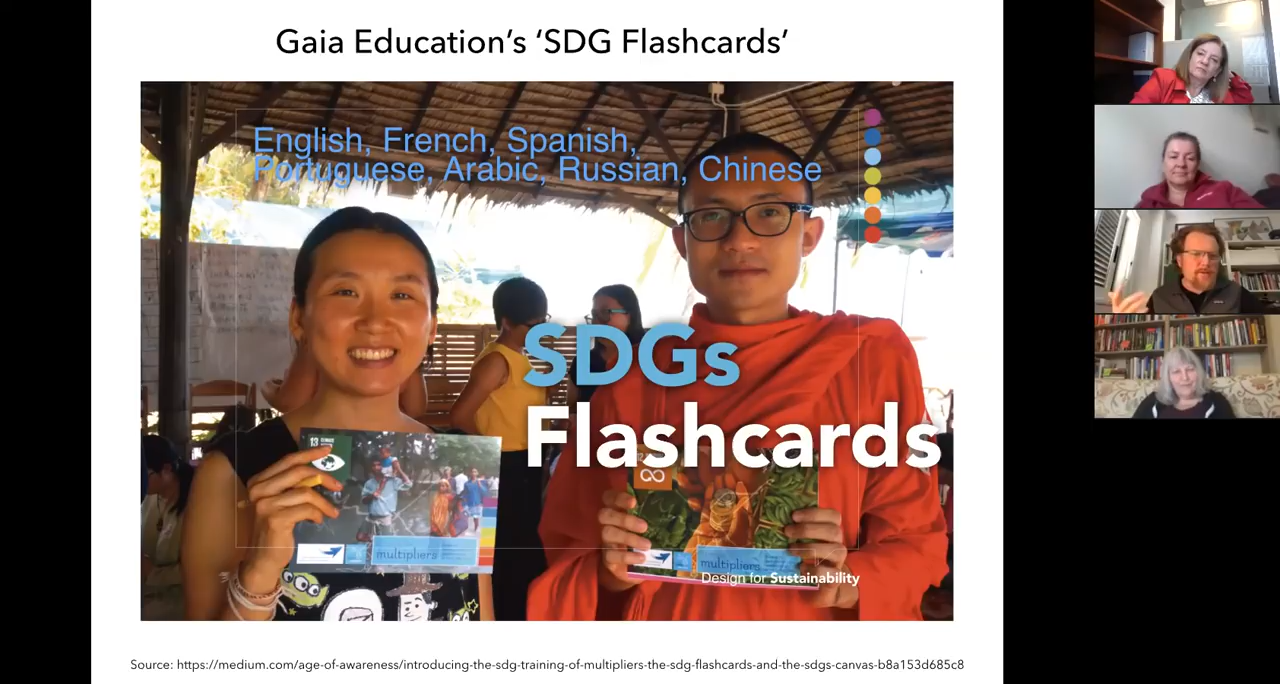 Gaia Education’s ‘SDG Flashcards’
English, French, Spanish,
Portuguese, Arabic, Russian, Chinese
SDGs
Flashcards
13 CLIMATE
multipliers
multipliers
Design for Sustainability
Source: https://medium.com/age-of-awareness/introducing-the-sdg-training-of-multipliers-the-sdg-flashcards-and-the-sdgs-canvas-b8a153d685c8